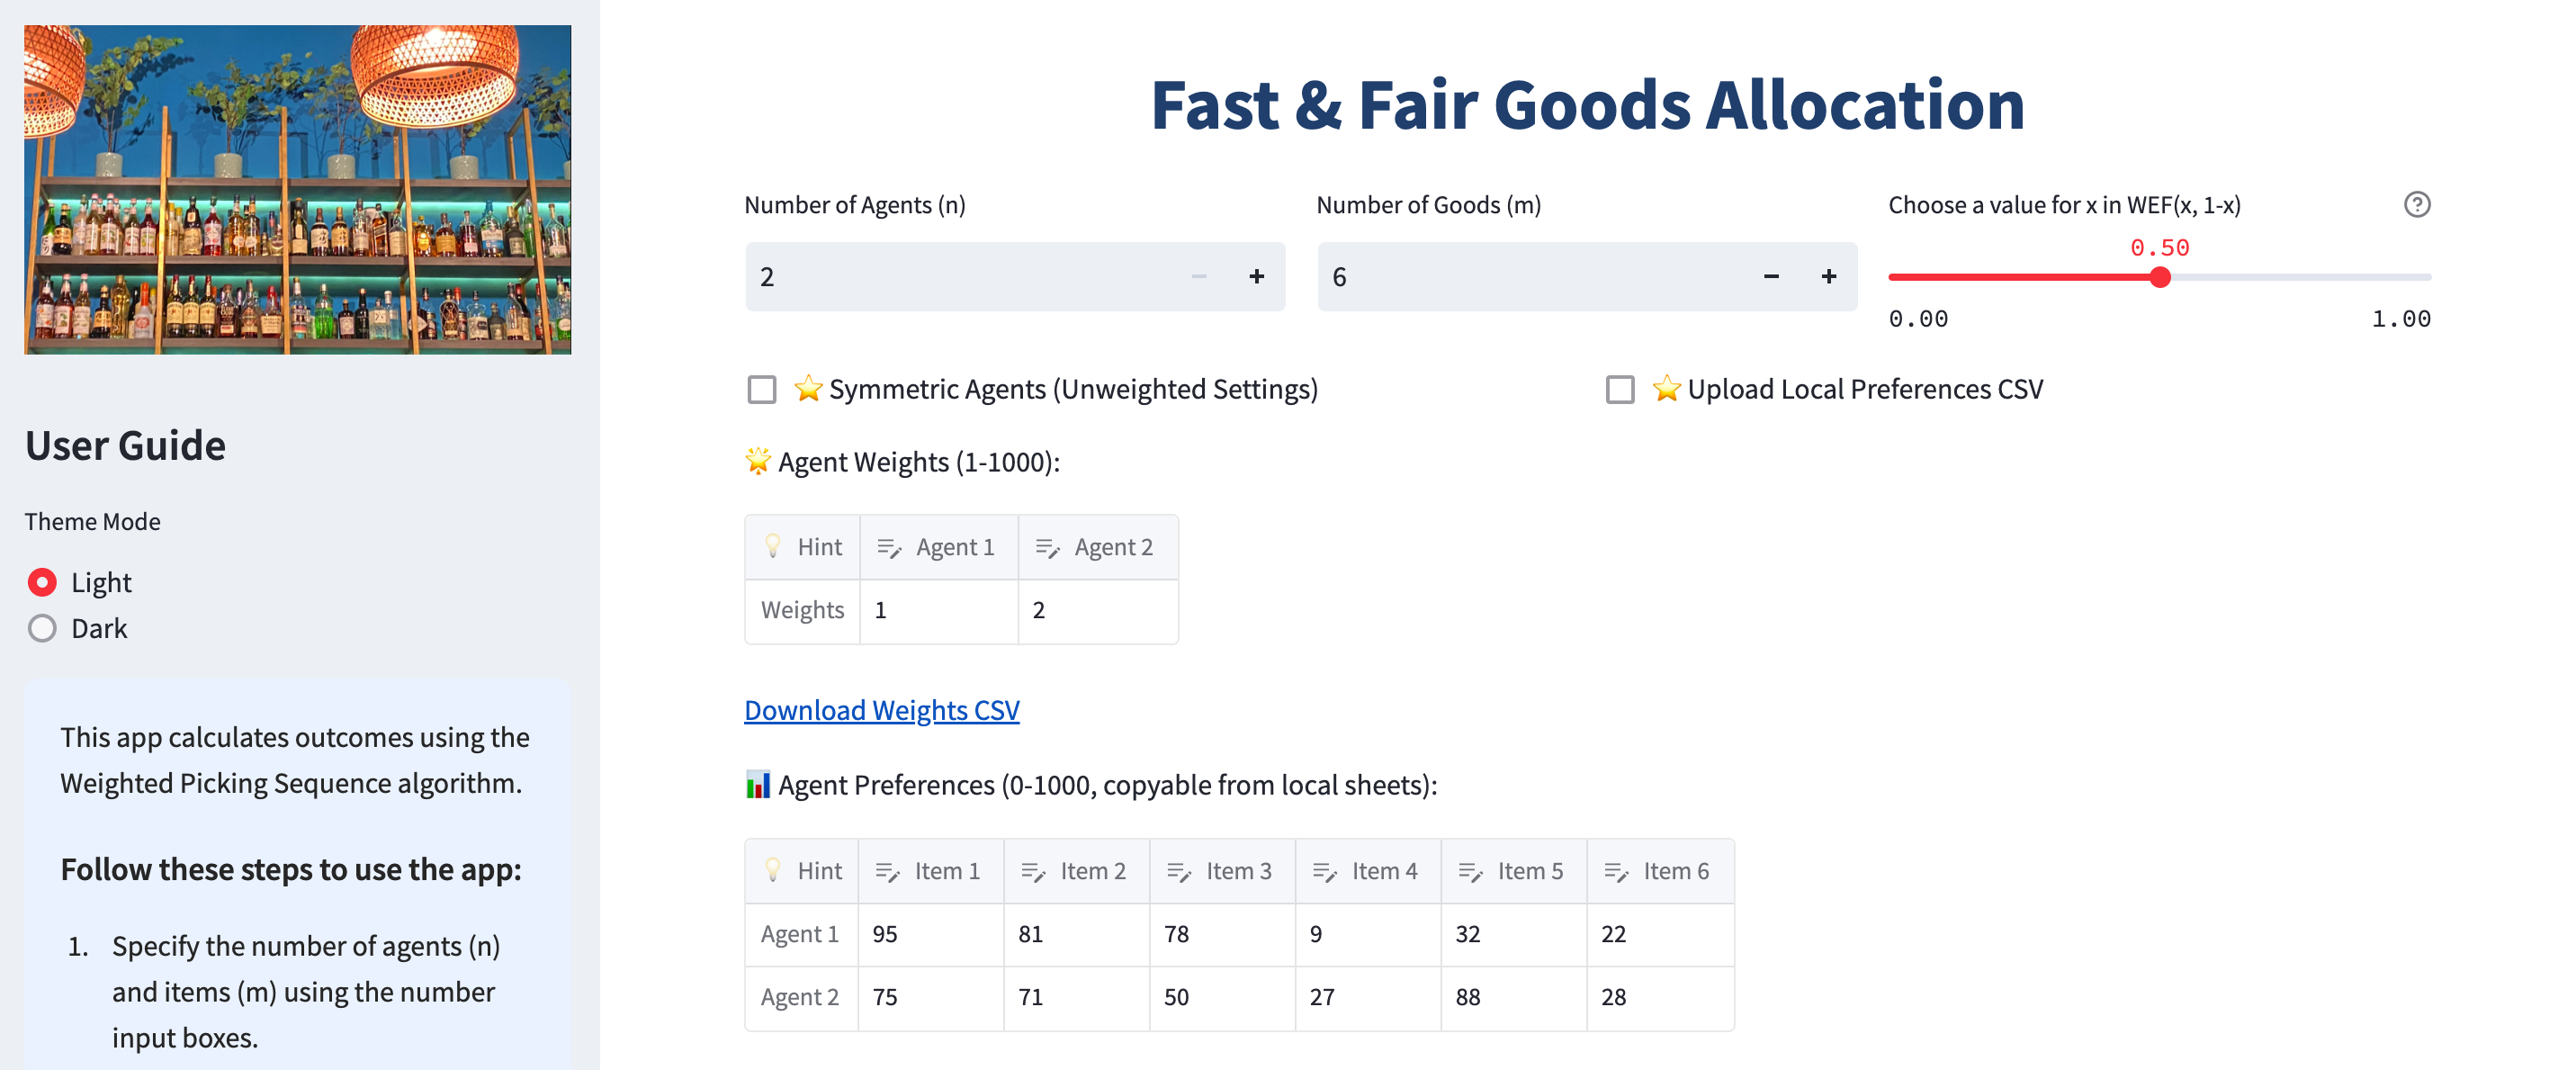 User Guide
Theme Mode
Light
Dark
This app calculates outcomes using the
Weighted Picking Sequence algorithm.
Follow these steps to use the app:
1. Specify the number of agents (n)
and items (m) using the number
input boxes.
Fast & Fair Goods Allocation
Number of Agents (n)
2
Number of Goods (m)
6
Choose a value for x in WEF(x, 1-x)
0.50
0.00 1.00
⭐ Symmetric Agents (Unweighted Settings)
⭐ Upload Local Preferences CSV
🌟 Agent Weights (1-1000):
💡 Hint Agent 1 Agent 2
Weights 1 2
Download Weights CSV
📊 Agent Preferences (0-1000, copyable from local sheets):
💡 Hint Item 1 Item 2 Item 3 Item 4 Item 5 Item 6
Agent 1 95 81 78 9 32 22
Agent 2 75 71 50 27 88 28